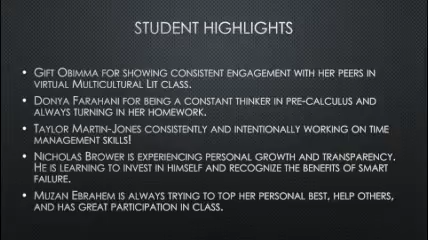 STUDENT HIGHLIGHTS
• GIFT OBIMMA FOR SHOWING CONSISTENT ENGAGEMENT WITH HER PEERS IN
VIRTUAL MULTICULTURAL LIT CLASS.
• DONYA FARAHANI FOR BEING A CONSTANT THINKER IN PRE-CALCULUS AND
ALWAYS TURNING IN HER HOMEWORK.
• TAYLOR MARTIN-JONES CONSISTENTLY AND INTENTIONALLY WORKING ON TIME
MANAGEMENT SKILLS!
• NICHOLAS BROWER IS EXPERIENCING PERSONAL GROWTH AND TRANSPARENCY.
HE IS LEARNING TO INVEST IN HIMSELF AND RECOGNIZE THE BENEFITS OF SMART
FAILURE.
• MUZAN EBRAHEM IS ALWAYS TRYING TO TOP HER PERSONAL BEST, HELP OTHERS,
AND HAS GREAT PARTICIPATION IN CLASS.